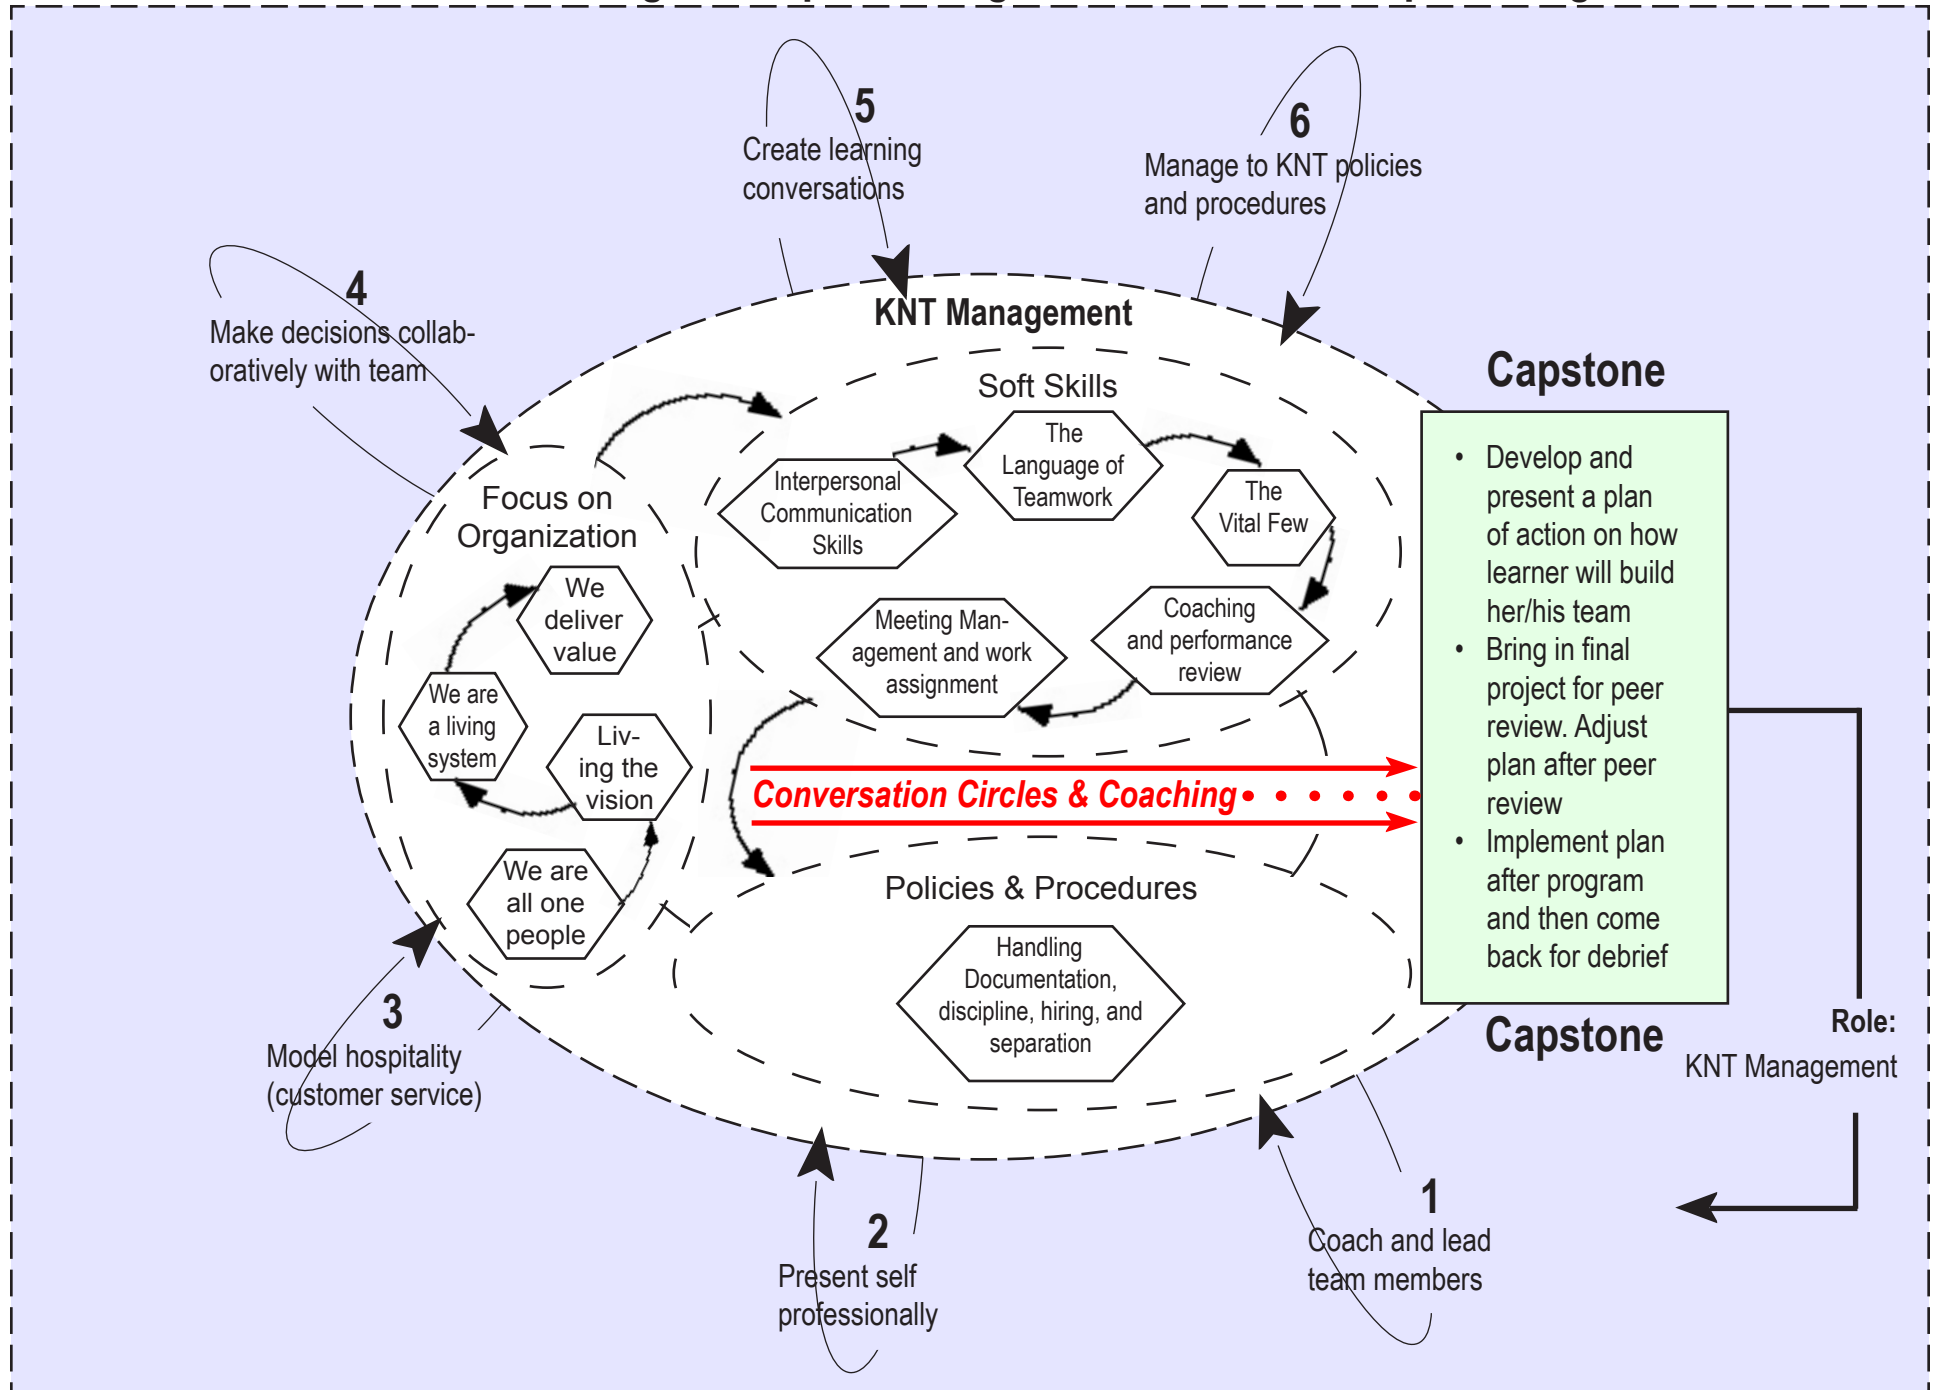 5
Create learning
conversations
6
Manage to KNT policies
and procedures
4
Make decisions collab-
oratively with team
KNT Management
Capstone
Soft Skills
Interpersonal
Communication
Skills
The
Language of
Teamwork
The
Vital Few
Coaching
and performance
review
Meeting Man-
agement and work
assignment
Focus on
Organization
We
deliver
value
We are
a living
system
Liv-
ing the
vision
We are
all one
people
Conversation Circles & Coaching
Policies & Procedures
Handling
Documentation,
discipline, hiring, and
separation
• Develop and
present a plan
of action on how
learner will build
her/his team
• Bring in final
project for peer
review. Adjust
plan after peer
review
• Implement plan
after program
and then come
back for debrief
Capstone
Role:
KNT Management
3
Model hospitality
(customer service)
2
Present self
professionally
1
Coach and lead
team members